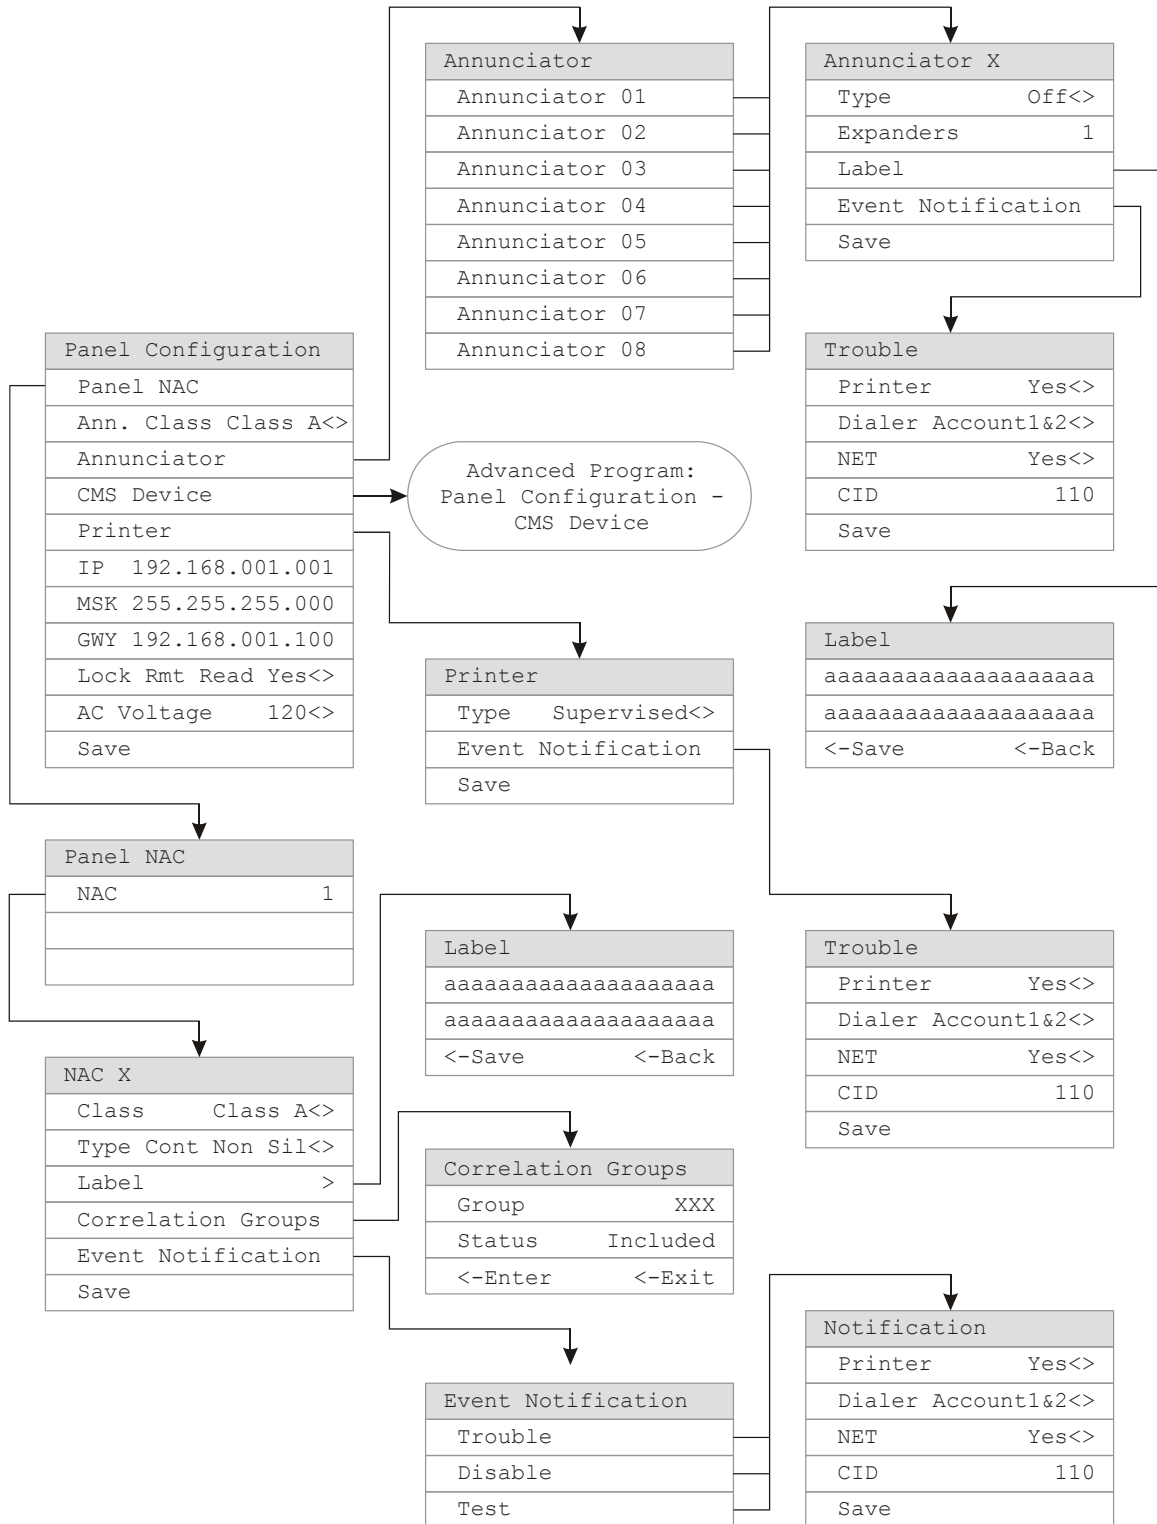 Annunciator
Annunciator 01
Annunciator 02
Annunciator 03
Annunciator 04
Annunciator 05
Annunciator 06
Annunciator 07
Annunciator 08
Annunciator X
Type Off<>
Expanders 1
Label
Event Notification
Save
Trouble
Printer Yes<>
Dialer Account1&2<>
NET Yes<>
CID 110
Save
Panel Configuration
Panel NAC
Ann. Class Class A<>
Annunciator
CMS Device
Printer
IP 192.168.001.001
MSK 255.255.255.000
GWY 192.168.001.100
Lock Rmt Read Yes<>
AC Voltage 120<>
Save
Advanced Program:
Panel Configuration -
CMS Device
Label
aaaaaaaaaaaaaaaaaaaa
aaaaaaaaaaaaaaaaaaaa
<-Save <-Back
Printer
Type Supervised<>
Event Notification
Save
Panel NAC
NAC 1
Label
aaaaaaaaaaaaaaaaaaaa
aaaaaaaaaaaaaaaaaaaa
<-Save <-Back
Trouble
Printer Yes<>
Dialer Account1&2<>
NET Yes<>
CID 110
Save
NAC X
Class Class A<>
Type Cont Non Sil<>
Label >
Correlation Groups
Event Notification
Save
Correlation Groups
Group XXX
Status Included
<-Enter <-Exit
Event Notification
Trouble
Disable
Test
Notification
Printer Yes<>
Dialer Account1&2<>
NET Yes<>
CID 110
Save